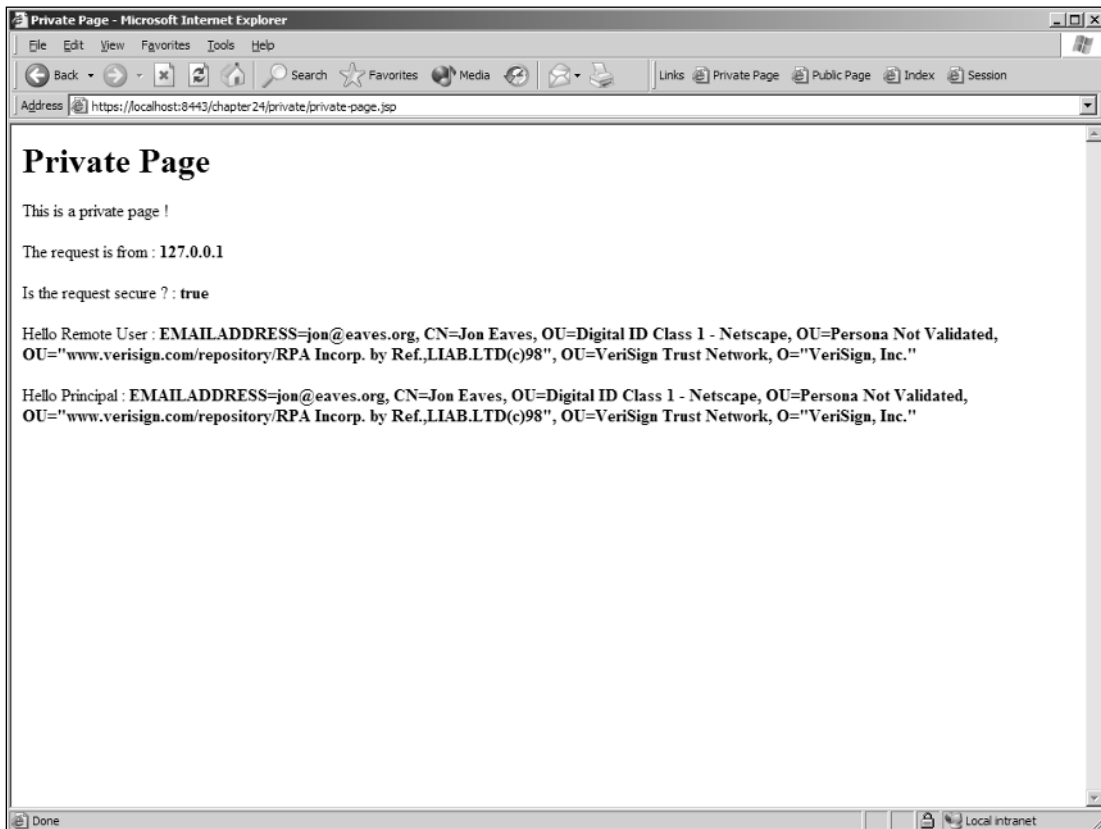 Private Page - Microsoft Internet Explorer
File Edit View Favorites Tools Help
Back Search Favorites Media Links Private Page Public Page Index Session
Address https://localhost:8443/chapter24/private/private-page.jsp
Private Page
This is a private page !
The request is from : 127.0.0.1
Is the request secure ? : true
Hello Remote User : EMAILADDRESS=jon@eaves.org, CN=Jon Eaves, OU=Digital ID Class 1 - Netscape, OU=Persona Not Validated,
OU="www.verisign.com/repository/RPA Incorp. by Ref.,LIAB.LTD(c)98", OU=VeriSign Trust Network, O="VeriSign, Inc."
Hello Principal : EMAILADDRESS=jon@eaves.org, CN=Jon Eaves, OU=Digital ID Class 1 - Netscape, OU=Persona Not Validated,
OU="www.verisign.com/repository/RPA Incorp. by Ref.,LIAB.LTD(c)98", OU=VeriSign Trust Network, O="VeriSign, Inc."
Done Local intranet